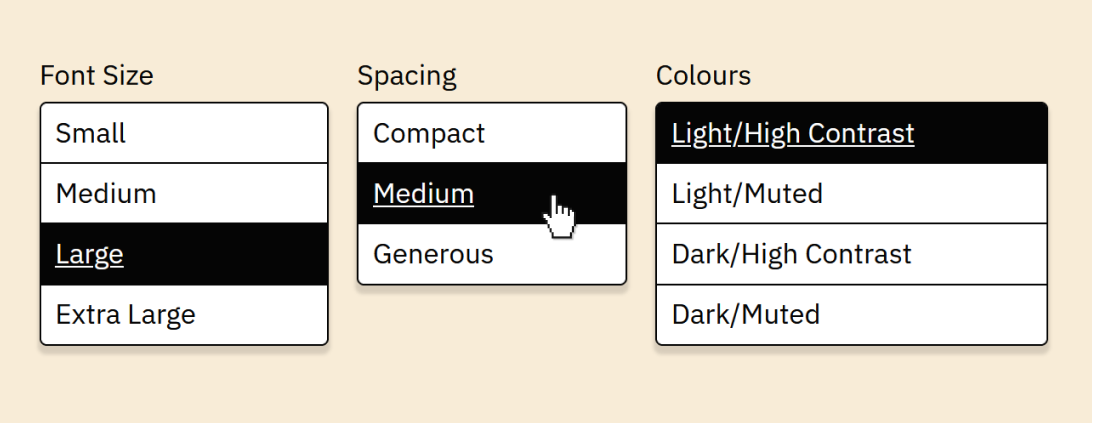 Font Size
Small
Medium
Large
Extra Large
Spacing
Compact
Medium
Generous
Colours
Light/High Contrast
Light/Muted
Dark/High Contrast
Dark/Muted